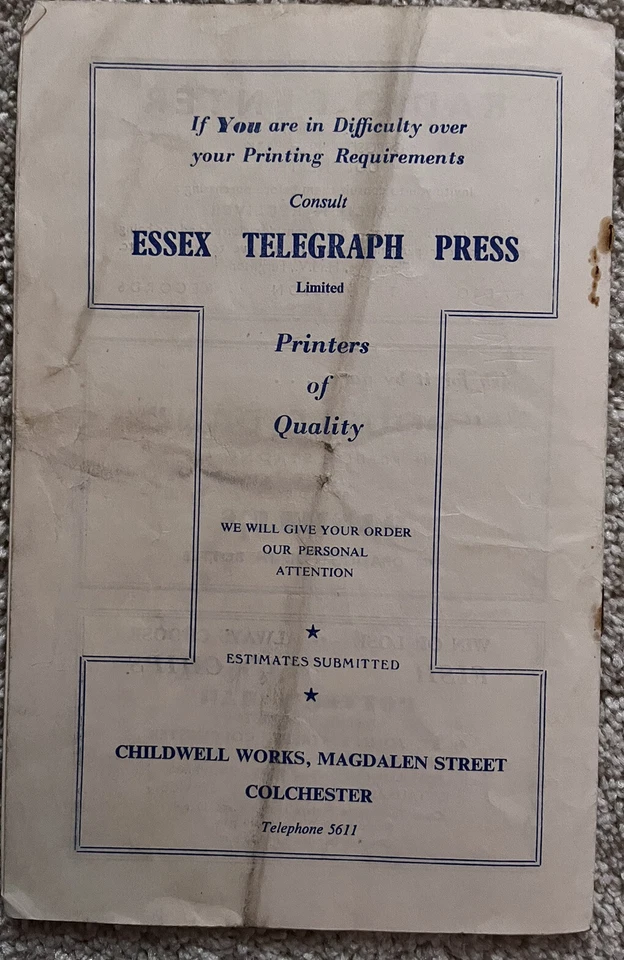 If You are in Difficulty over
your Printing Requirements
Consult
ESSEX TELEGRAPH PRESS
Limited
Printers
of
Quality
WE WILL GIVE YOUR ORDER
OUR PERSONAL
ATTENTION
★
ESTIMATES SUBMITTED
★
CHILDWELL WORKS, MAGDALEN STREET
COLCHESTER
Telephone 5611